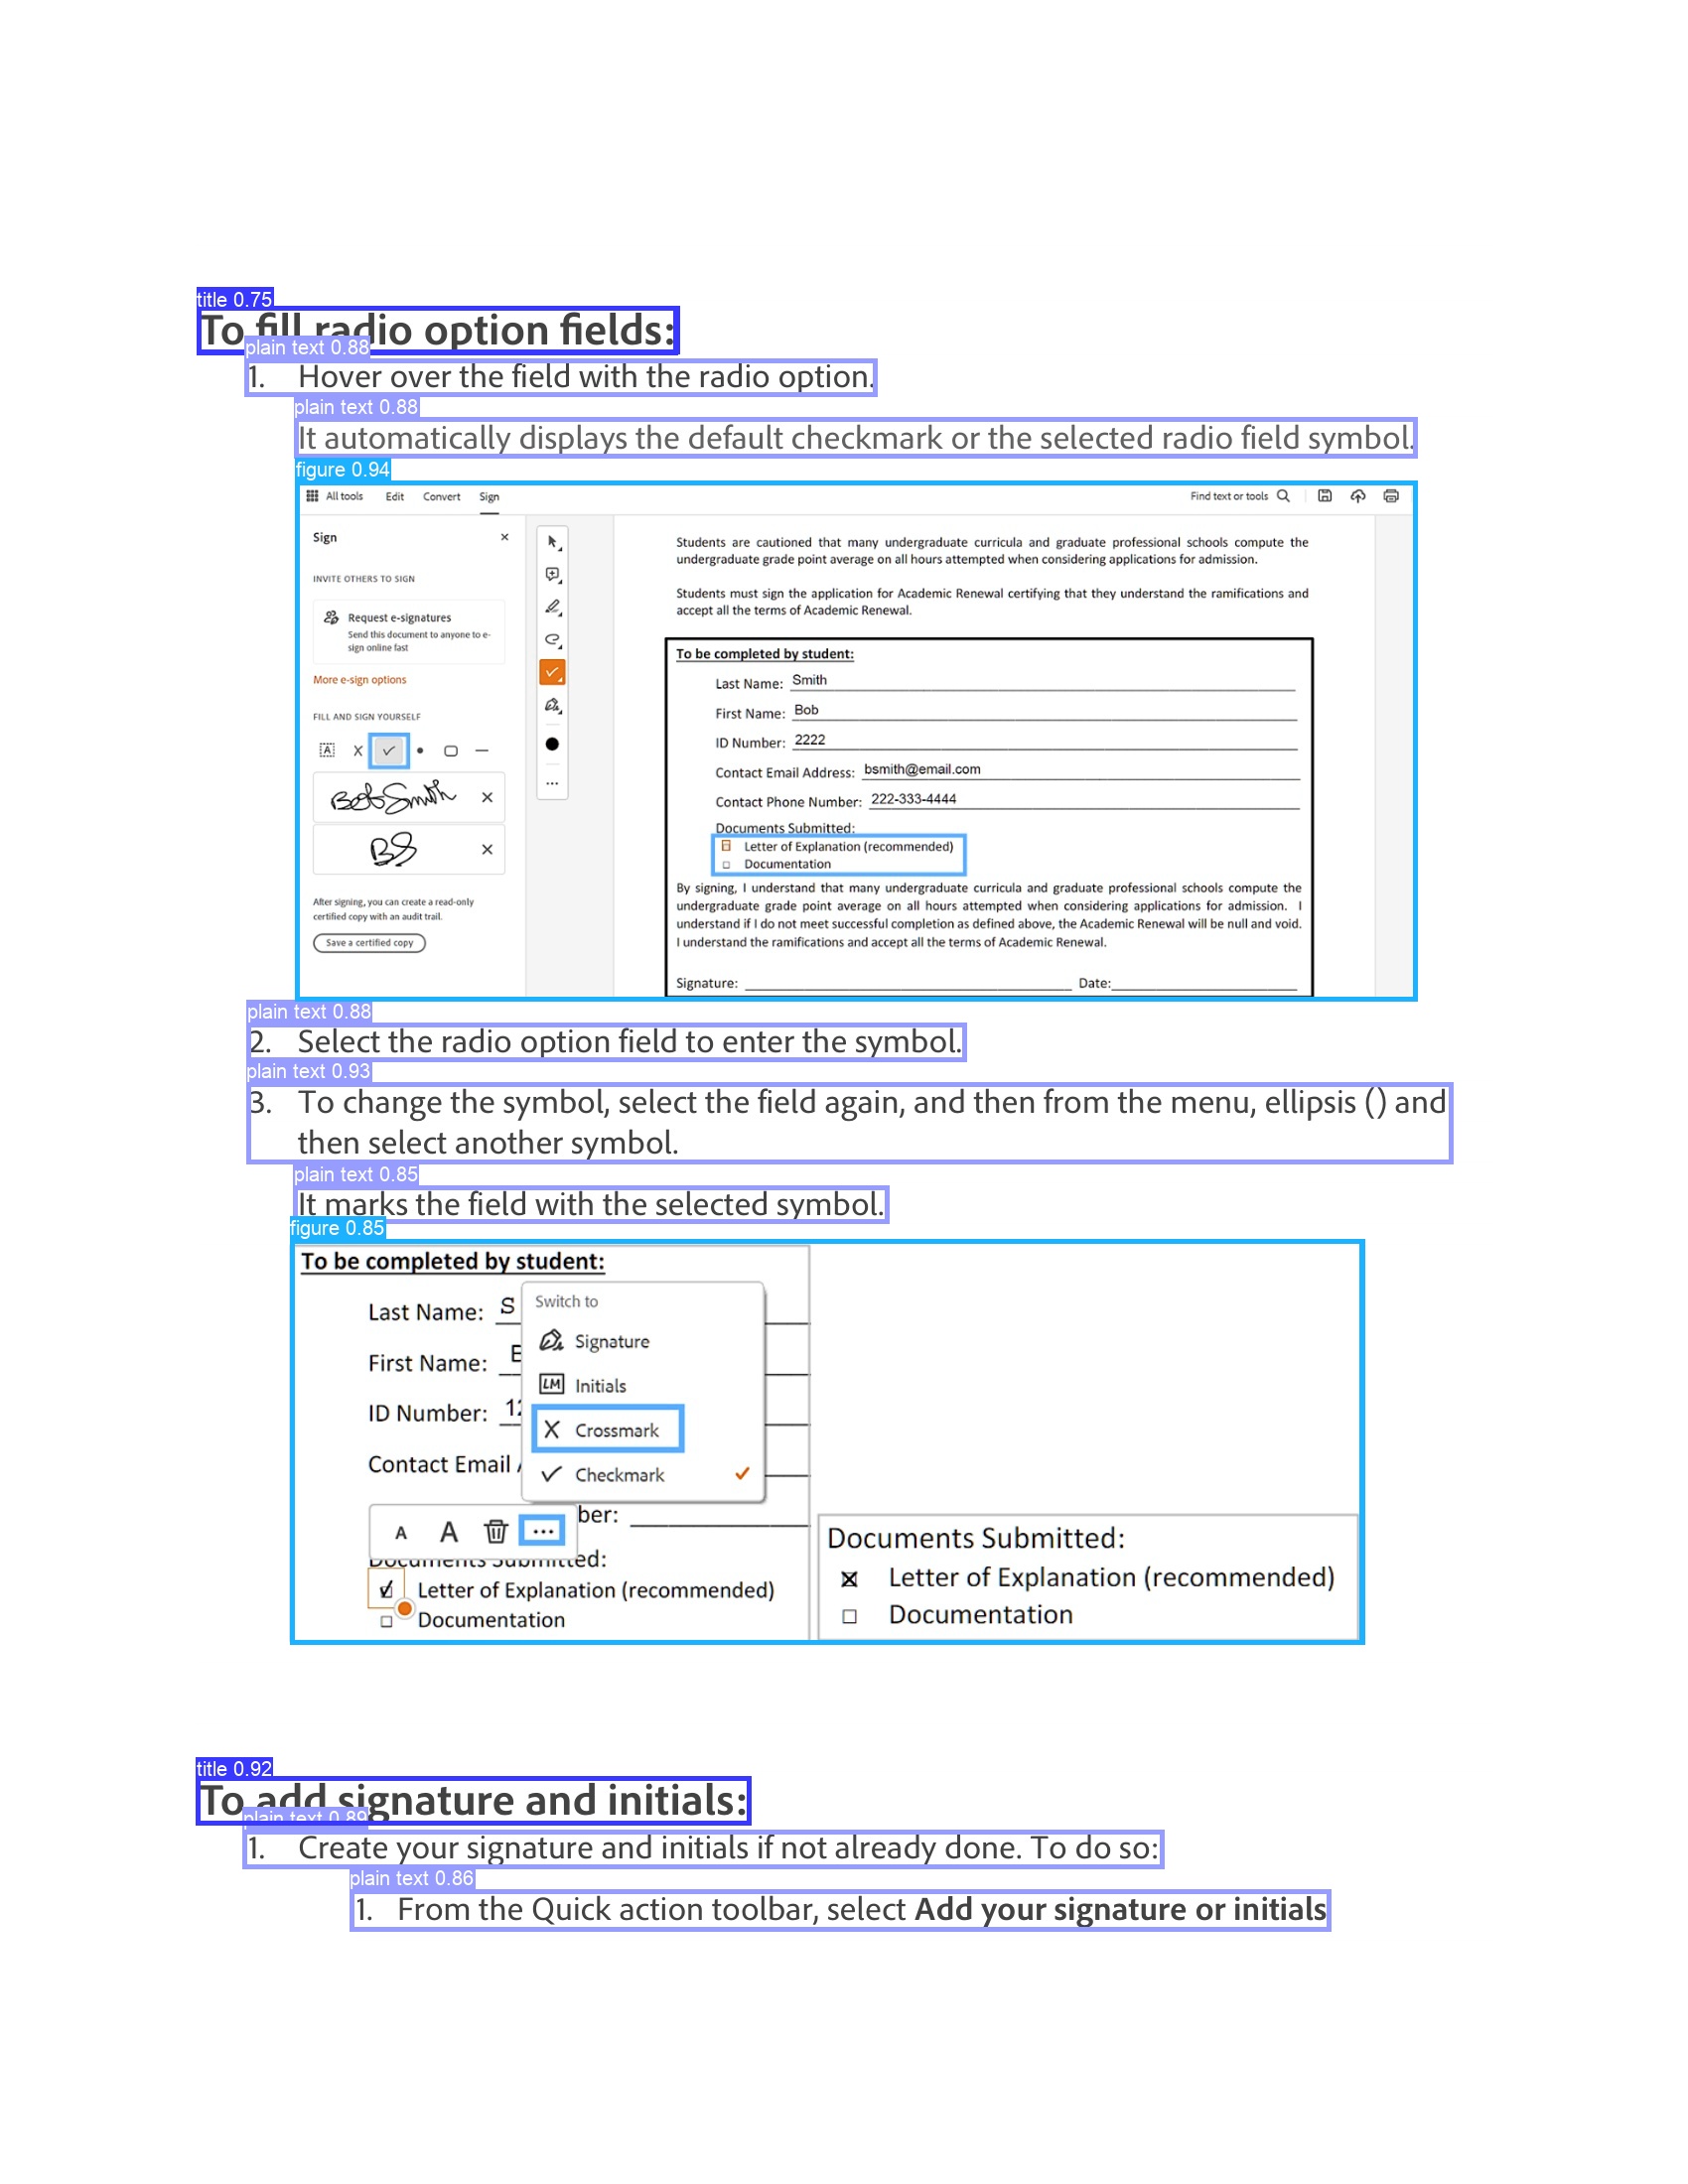 title 0.75
To fill radio option fields:
plain text 0.88
1. Hover over the field with the radio option.
plain text 0.88
It automatically displays the default checkmark or the selected radio field symbol.
figure 0.94
All tools Edit Convert Sign Find text or tools
Sign ×
INVITE OTHERS TO SIGN
Request e-signatures
Send this document to anyone to e-
sign online fast
More e-sign options
FILL AND SIGN YOURSELF
A X
Bob Smith ×
BS ×
After signing, you can create a read-only
certified copy with an audit trail.
Save a certified copy
...
Students are cautioned that many undergraduate curricula and graduate professional schools compute the
undergraduate grade point average on all hours attempted when considering applications for admission.
Students must sign the application for Academic Renewal certifying that they understand the ramifications and
accept all the terms of Academic Renewal.
To be completed by student:
Last Name: Smith
First Name: Bob
ID Number: 2222
Contact Email Address: bsmith@email.com
Contact Phone Number: 222-333-4444
Documents Submitted:
Letter of Explanation (recommended)
Documentation
By signing, I understand that many undergraduate curricula and graduate professional schools compute the
undergraduate grade point average on all hours attempted when considering applications for admission. I
understand if I do not meet successful completion as defined above, the Academic Renewal will be null and void.
I understand the ramifications and accept all the terms of Academic Renewal.
Signature: Date:
plain text 0.88
2. Select the radio option field to enter the symbol.
plain text 0.93
3. To change the symbol, select the field again, and then from the menu, ellipsis () and
then select another symbol.
plain text 0.85
It marks the field with the selected symbol.
figure 0.85
To be completed by student:
Last Name: S
First Name:
ID Number: 12
Contact Email
ber:
Switch to
Signature
LM Initials
X Crossmark
Checkmark
A A ...
Documents Submitted:
Letter of Explanation (recommended)
Documentation
Documents Submitted:
Letter of Explanation (recommended)
Documentation
title 0.92
To add signature and initials:
plain text 0.89
1. Create your signature and initials if not already done. To do so:
plain text 0.86
1. From the Quick action toolbar, select Add your signature or initials